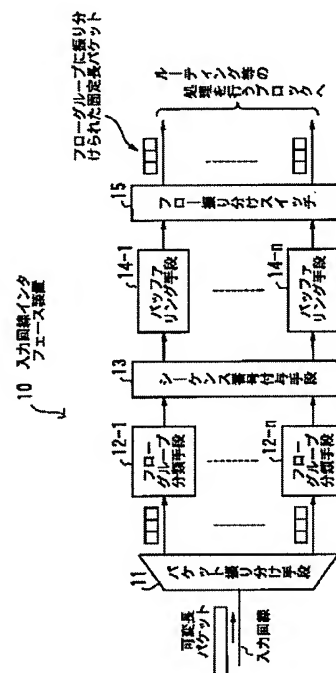 10 入力回線インタ
フェース装置
可変長
パケット
入力回線
11
パケット振り分け手段
12-1
フロー
グループ
分類手段
12-n
フロー
グループ
分類手段
13
シーケンス番号付与手段
14-1
バッファ
リング手段
14-n
バッファ
リング手段
15
フロー振り分けスイッチ
フローグループに振り分
けられた固定長パケット
ルーティング等の
処理を行うブロックへ